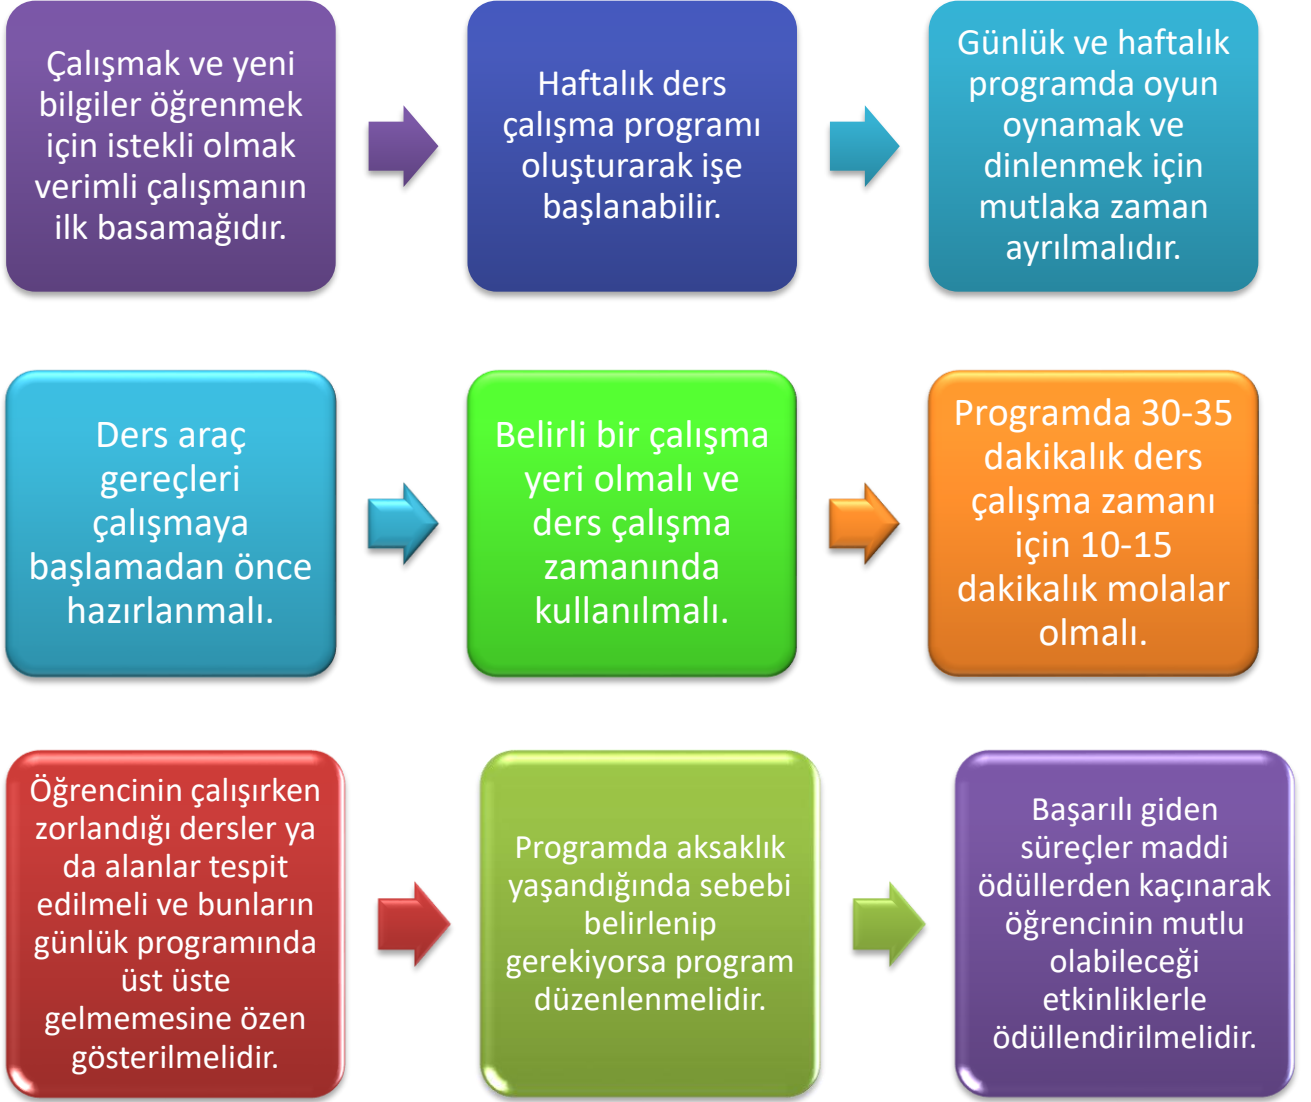 Çalışmak ve yeni
bilgiler öğrenmek
için istekli olmak
verimli çalışmanın
ilk basamağıdır.
Haftalık ders
çalışma programı
oluşturarak işe
başlanabilir.
Günlük ve haftalık
programda oyun
oynamak ve
dinlenmek için
mutlaka zaman
ayrılmalıdır.
Ders araç
gereçleri
çalışmaya
başlamadan önce
hazırlanmalı.
Belirli bir çalışma
yeri olmalı ve
ders çalışma
zamanında
kullanılmalı.
Programda 30-35
dakikalık ders
çalışma zamanı
için 10-15
dakikalık molalar
olmalı.
Öğrencinin çalışırken
zorlandığı dersler ya
da alanlar tespit
edilmeli ve bunların
günlük programında
üst üste
gelmemesine özen
gösterilmelidir.
Programda aksaklık
yaşandığında sebebi
belirlenip
gerekiyorsa program
düzenlenmelidir.
Başarılı giden
süreçler maddi
ödüllerden kaçınarak
öğrencinin mutlu
olabileceği
etkinliklerle
ödüllendirilmelidir.